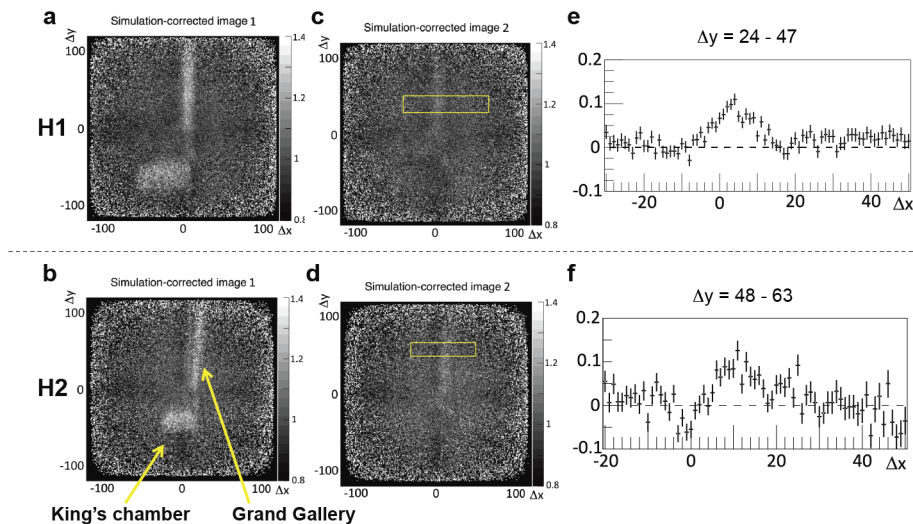 a
Simulation-corrected image 1
Δy
100
0
-100
-100
0
100
Δx
1.4
1.2
1
0.8
c
Simulation-corrected image 2
Δy
100
0
-100
-100
0
100
Δx
1.4
1.2
1
0.8
e
Δy = 24 - 47
0.2
0.1
0
-0.1
-20
0
20
40
Δx
H1
b
Simulation-corrected image 1
Δy
100
0
-100
-100
0
100
Δx
1.4
1.2
1
0.8
d
Simulation-corrected image 2
Δy
100
0
-100
-100
0
100
Δx
1.4
1.2
1
0.8
f
Δy = 48 - 63
0.2
0.1
0
-0.1
-20
0
20
40
Δx
H2
King's chamber
Grand Gallery